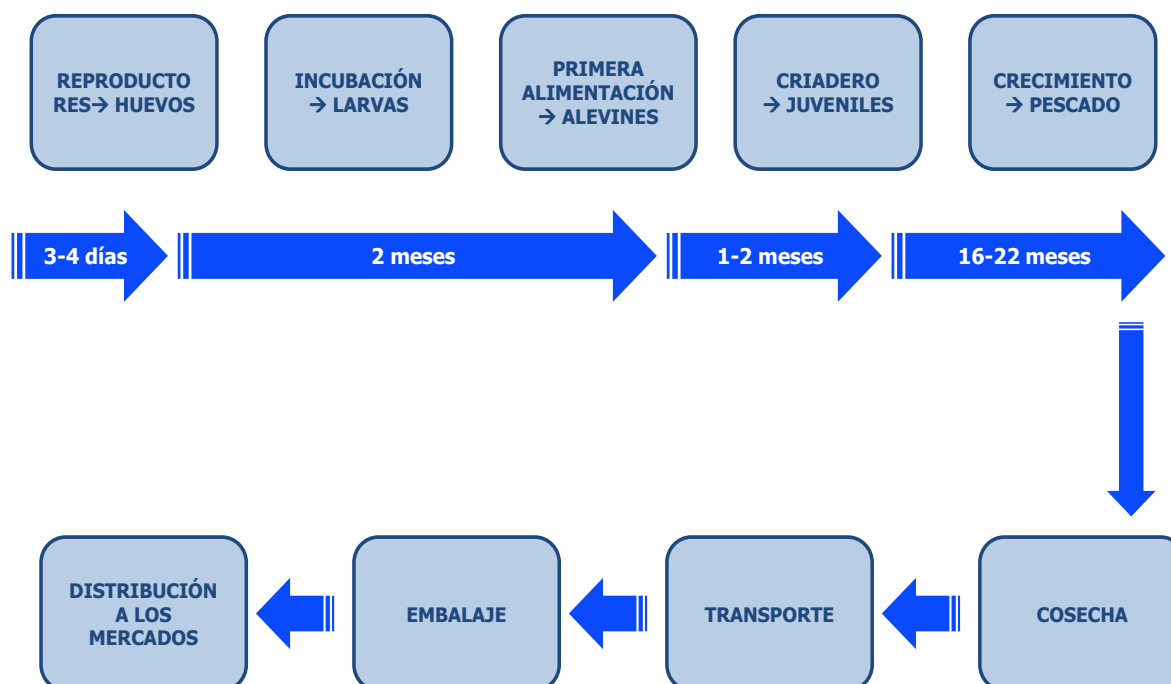 REPRODUCTO
RES→ HUEVOS
INCUBACIÓN
→ LARVAS
PRIMERA
ALIMENTACIÓN
→ ALEVINES
CRIADERO
→ JUVENILES
CRECIMIENTO
→ PESCADO
3-4 días
2 meses
1-2 meses
16-22 meses
DISTRIBUCIÓN
A LOS
MERCADOS
EMBALAJE
TRANSPORTE
COSECHA